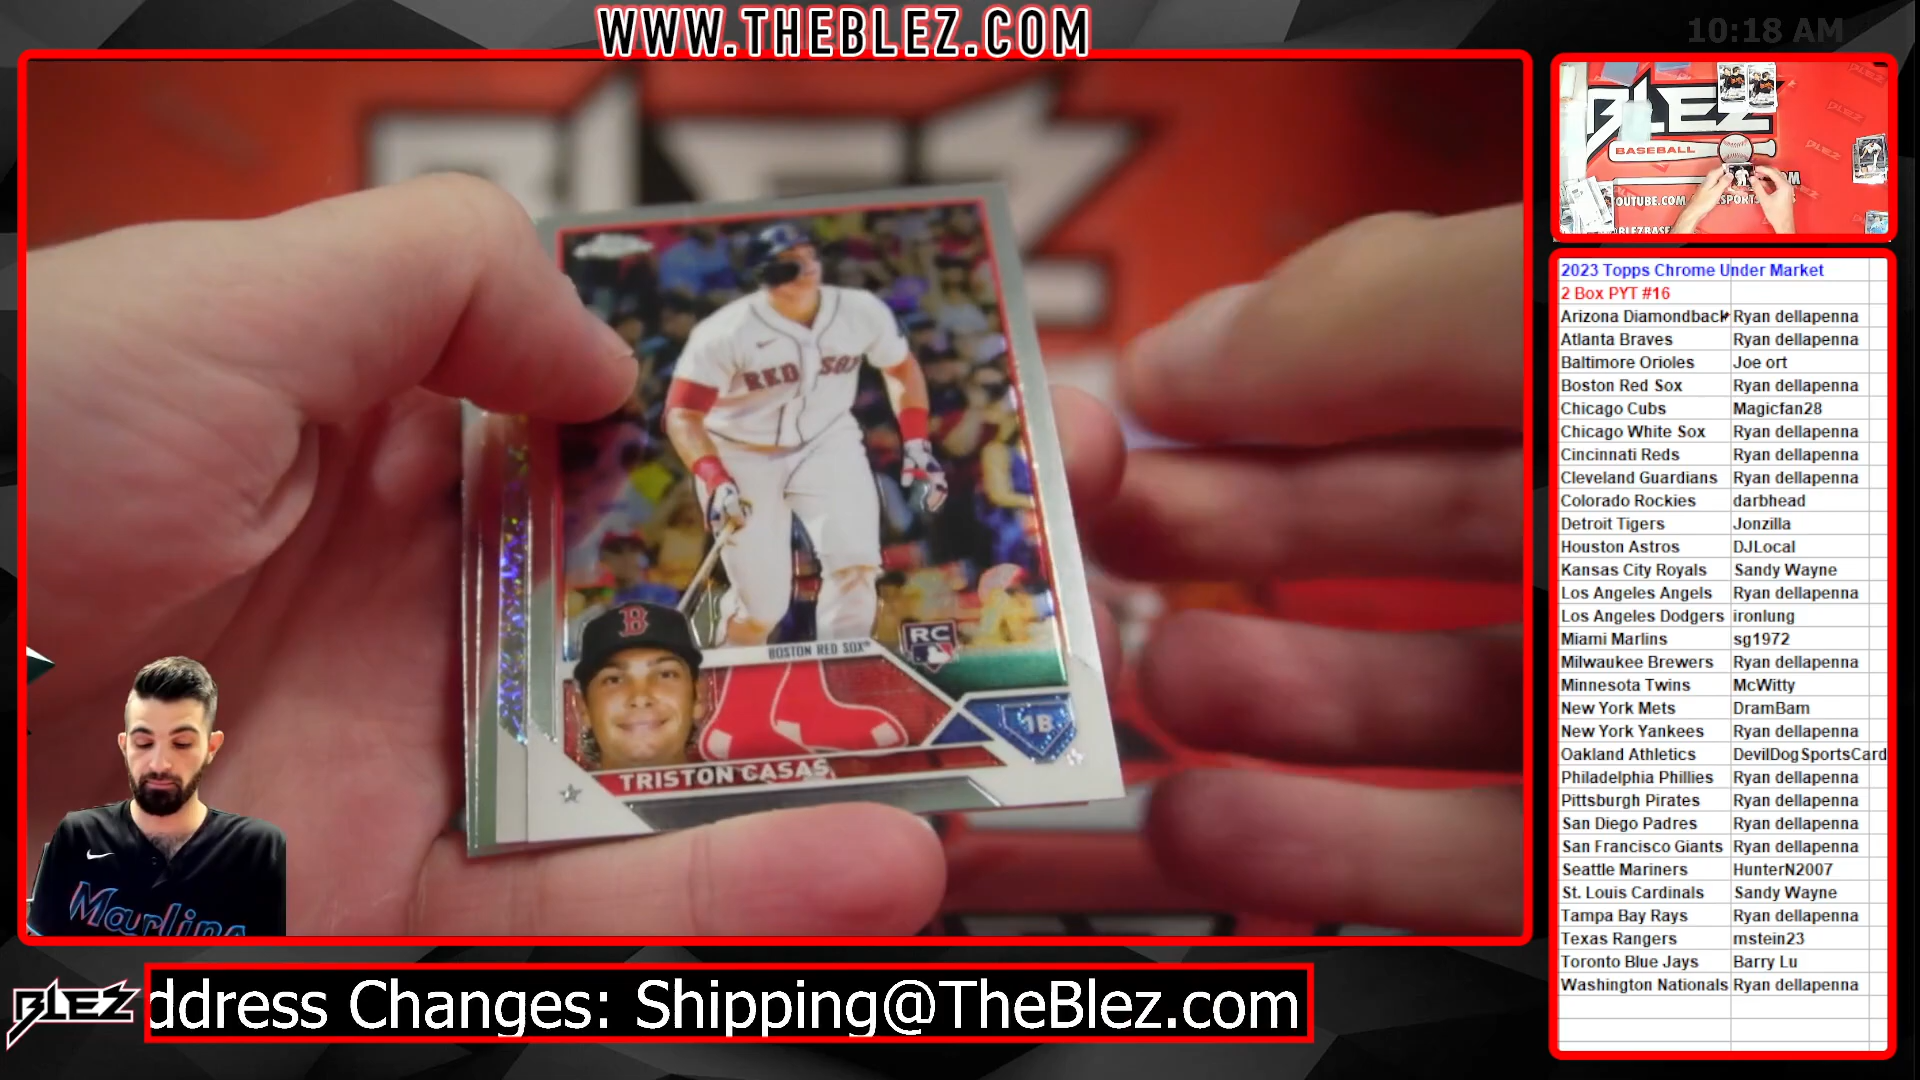 WWW.THEBLEZ.COM
10:18 AM
BLEZ
BASEBALL
2023 Topps Chrome Under Market
2 Box PYT #16
Arizona Diamondback Ryan dellapenna
Atlanta Braves Ryan dellapenna
Baltimore Orioles Joe ort
Boston Red Sox Ryan dellapenna
Chicago Cubs Magicfan28
Chicago White Sox Ryan dellapenna
Cincinnati Reds Ryan dellapenna
Cleveland Guardians Ryan dellapenna
Colorado Rockies darbhead
Detroit Tigers Jonzilla
Houston Astros DJLocal
Kansas City Royals Sandy Wayne
Los Angeles Angels Ryan dellapenna
Los Angeles Dodgers ironlung
Miami Marlins sg1972
Milwaukee Brewers Ryan dellapenna
Minnesota Twins McWitty
New York Mets DramBam
New York Yankees Ryan dellapenna
Oakland Athletics DevilDogSportsCard
Philadelphia Phillies Ryan dellapenna
Pittsburgh Pirates Ryan dellapenna
San Diego Padres Ryan dellapenna
San Francisco Giants Ryan dellapenna
Seattle Mariners HunterN2007
St. Louis Cardinals Sandy Wayne
Tampa Bay Rays Ryan dellapenna
Texas Rangers mstein23
Toronto Blue Jays Barry Lu
Washington Nationals Ryan dellapenna
RED SOX
B
RC
BOSTON RED SOX
1B
TRISTON CASAS
Marlins
BLEZ
ddress Changes: Shipping@TheBlez.com